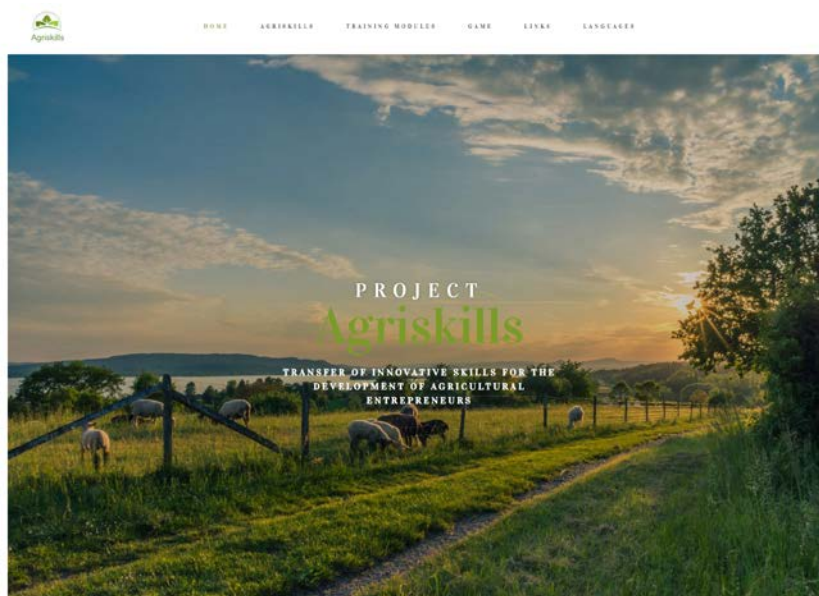 Agriskills
HOME AGRISKILLS TRAINING MODULES GAME LINKS LANGUAGES
PROJECT
Agriskills
TRANSFER OF INNOVATIVE SKILLS FOR THE
DEVELOPMENT OF AGRICULTURAL
ENTREPRENEURS